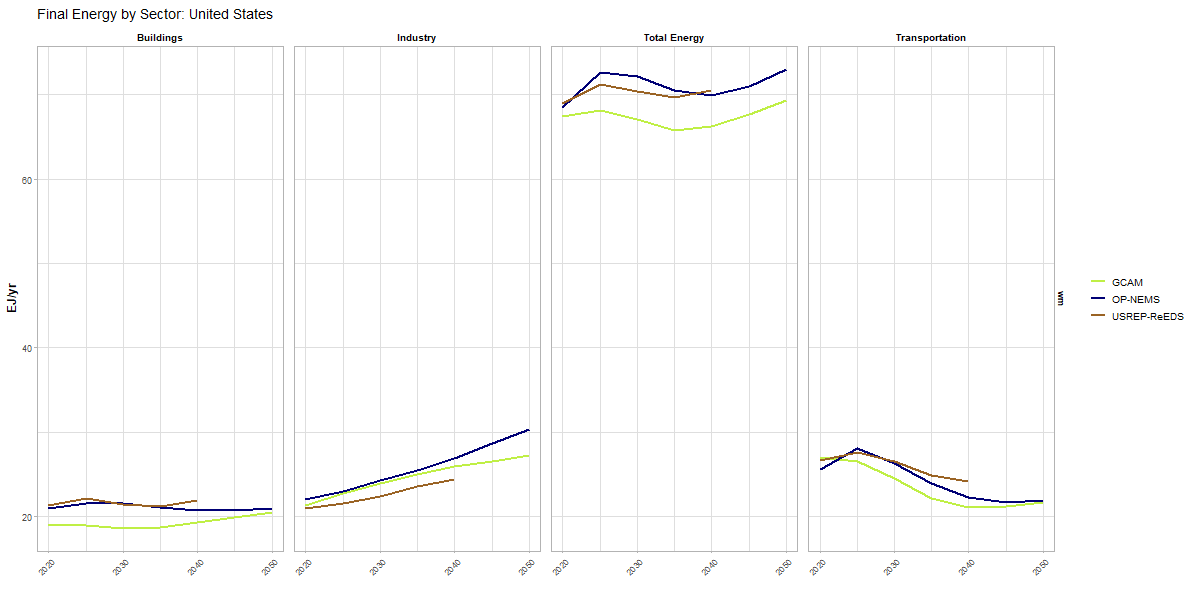 Final Energy by Sector: United States
Buildings
Industry
Total Energy
Transportation
EJ/yr
60
40
20
2020
2030
2040
2050
2020
2030
2040
2050
2020
2030
2040
2050
2020
2030
2040
2050
wm
GCAM
OP-NEMS
USREP-ReEDS